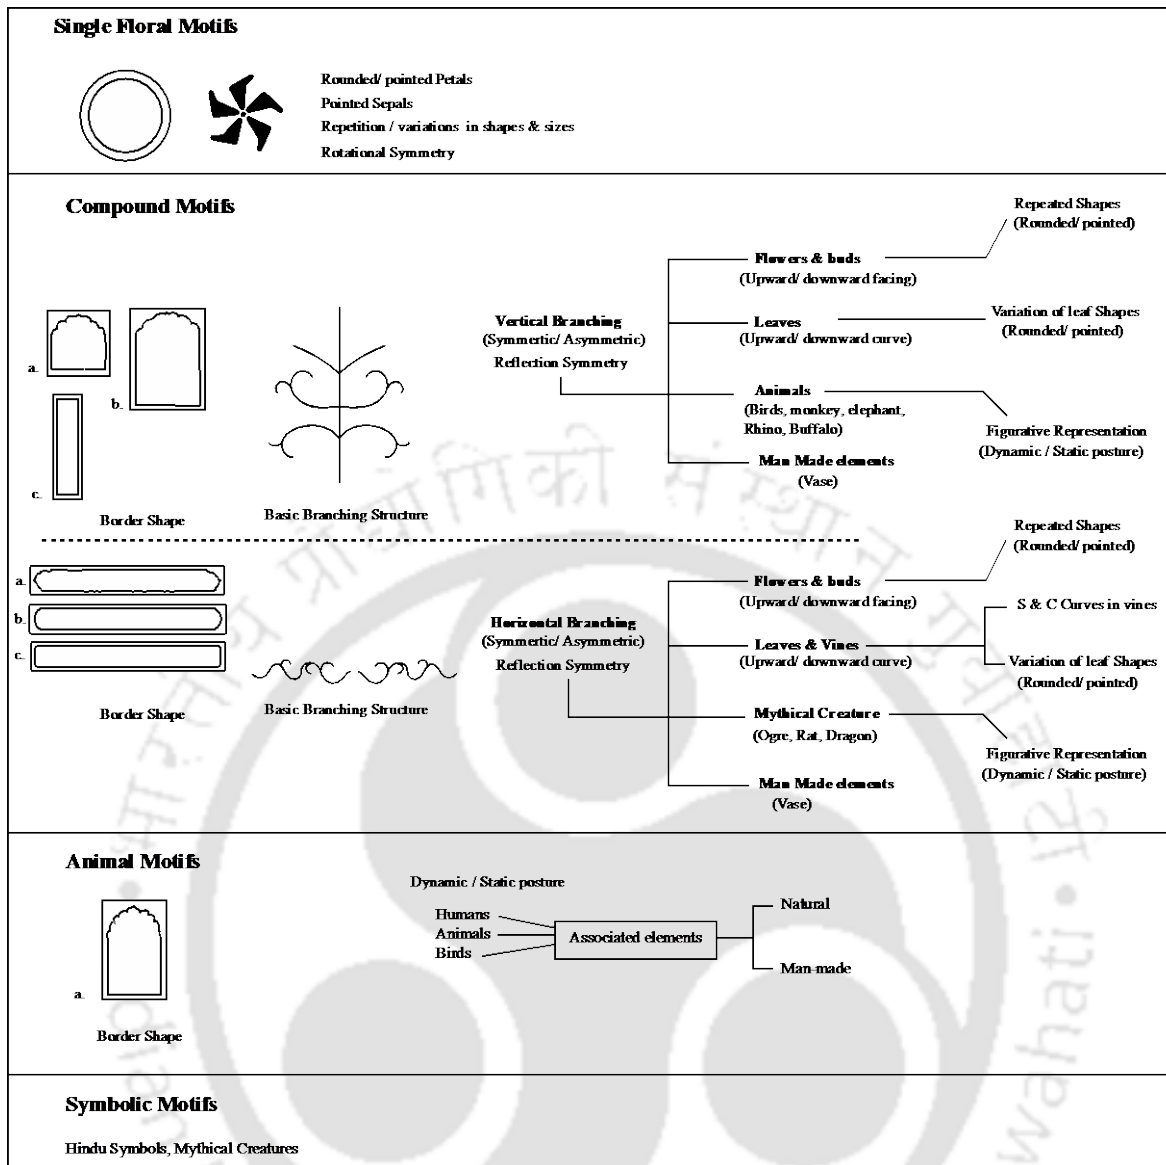 Single Floral Motifs
Rounded/ pointed Petals
Pointed Sepals
Repetition / variations in shapes & sizes
Rotational Symmetry
Compound Motifs
a.
b.
c.
Border Shape
Basic Branching Structure
Vertical Branching
(Symmertic/ Asymmetric)
Reflection Symmetry
Flowers & buds
(Upward/ downward facing)
Repeated Shapes
(Rounded/ pointed)
Leaves
(Upward/ downward curve)
Variation of leaf Shapes
(Rounded/ pointed)
Animals
(Birds, monkey, elephant,
Rhino, Buffalo)
Figurative Representation
(Dynamic / Static posture)
Man Made elements
(Vase)
a.
b.
c.
Border Shape
Basic Branching Structure
Horizontal Branching
(Symmertic/ Asymmetric)
Reflection Symmetry
Flowers & buds
(Upward/ downward facing)
Repeated Shapes
(Rounded/ pointed)
Leaves & Vines
(Upward/ downward curve)
S & C Curves in vines
Variation of leaf Shapes
(Rounded/ pointed)
Mythical Creature
(Ogre, Rat, Dragon)
Figurative Representation
(Dynamic / Static posture)
Man Made elements
(Vase)
Animal Motifs
a.
Border Shape
Dynamic / Static posture
Humans
Animals
Birds
Associated elements
Natural
Man-made
Symbolic Motifs
Hindu Symbols, Mythical Creatures